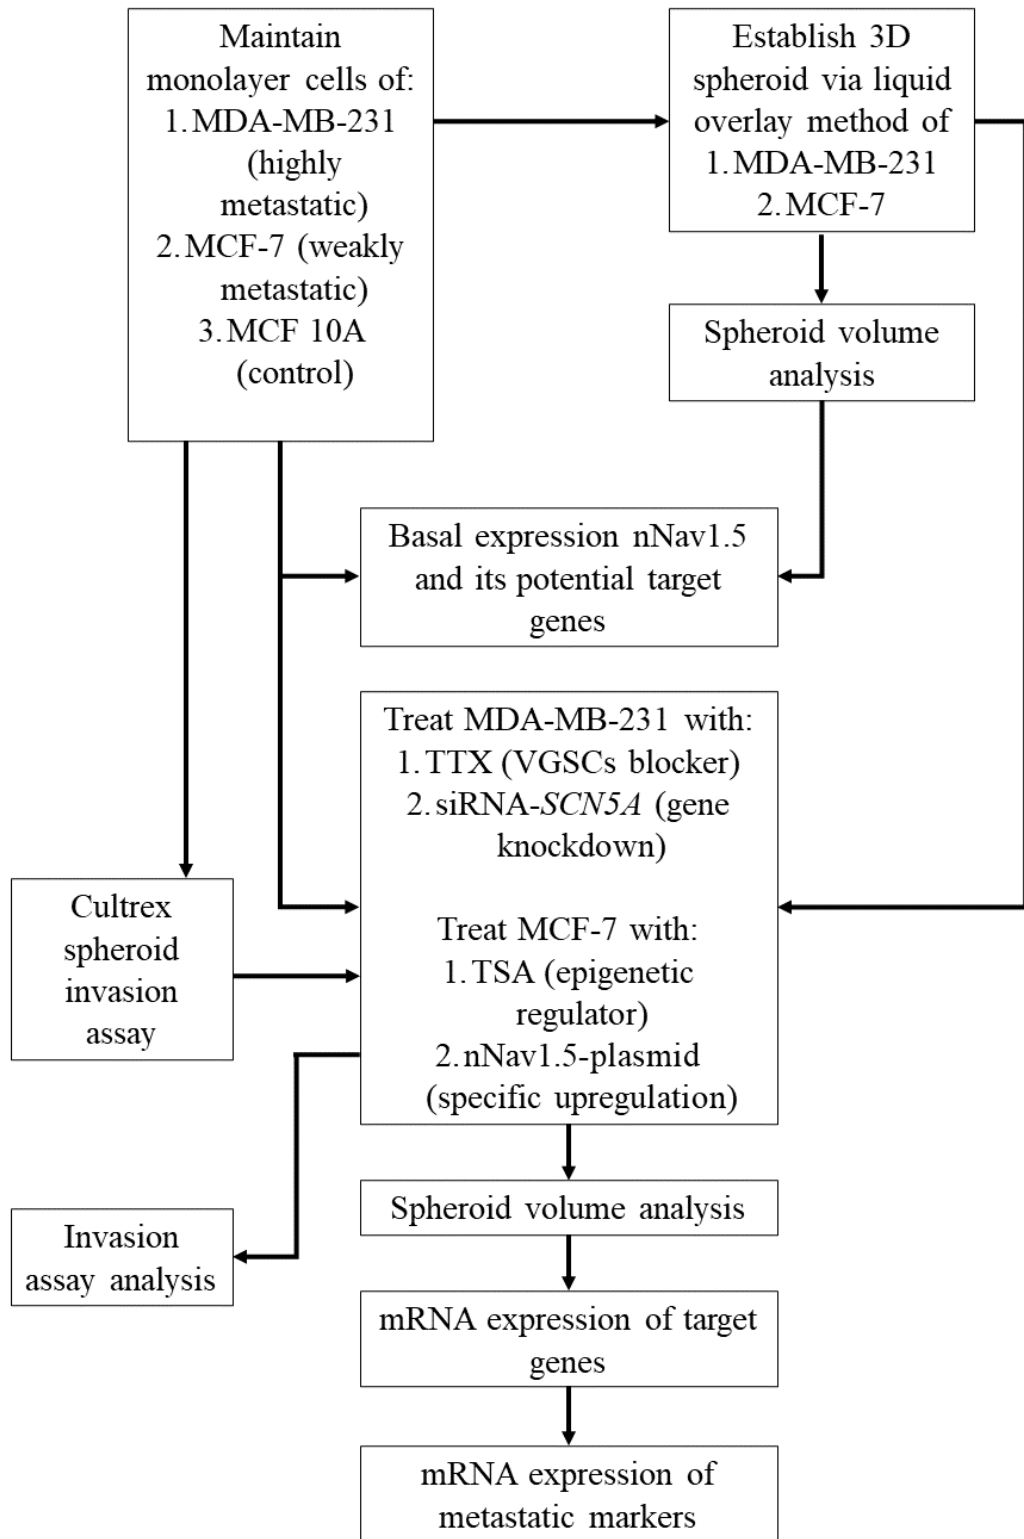 Maintain
monolayer cells of:
1. MDA-MB-231
(highly
metastatic)
2. MCF-7 (weakly
metastatic)
3. MCF 10A
(control)
Establish 3D
spheroid via liquid
overlay method of
1. MDA-MB-231
2. MCF-7
Spheroid volume
analysis
Basal expression nNav1.5
and its potential target
genes
Treat MDA-MB-231 with:
1. TTX (VGSCs blocker)
2. siRNA-SCN5A (gene
knockdown)
Treat MCF-7 with:
1. TSA (epigenetic
regulator)
2. nNav1.5-plasmid
(specific upregulation)
Cultrex
spheroid
invasion
assay
Invasion
assay analysis
Spheroid volume analysis
mRNA expression of target
genes
mRNA expression of
metastatic markers